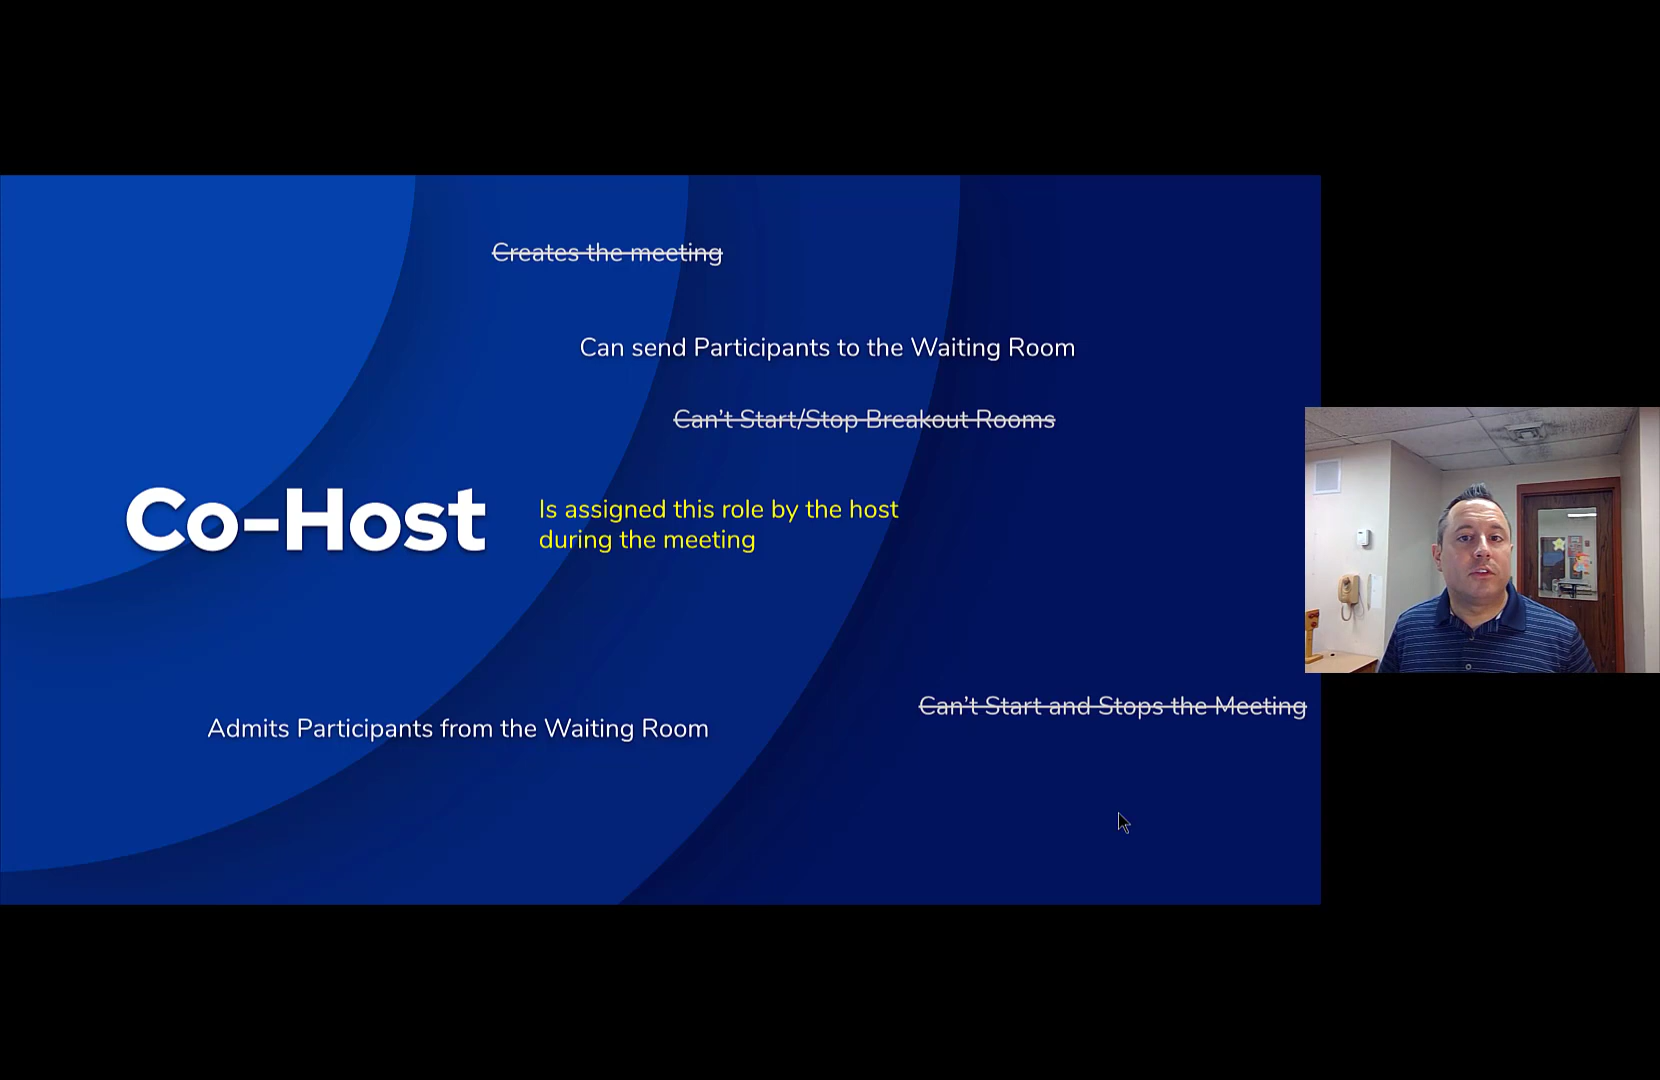 Creates the meeting
Can send Participants to the Waiting Room
Can't Start/Stop Breakout Rooms
Co-Host
Is assigned this role by the host
during the meeting
Can't Start and Stops the Meeting
Admits Participants from the Waiting Room